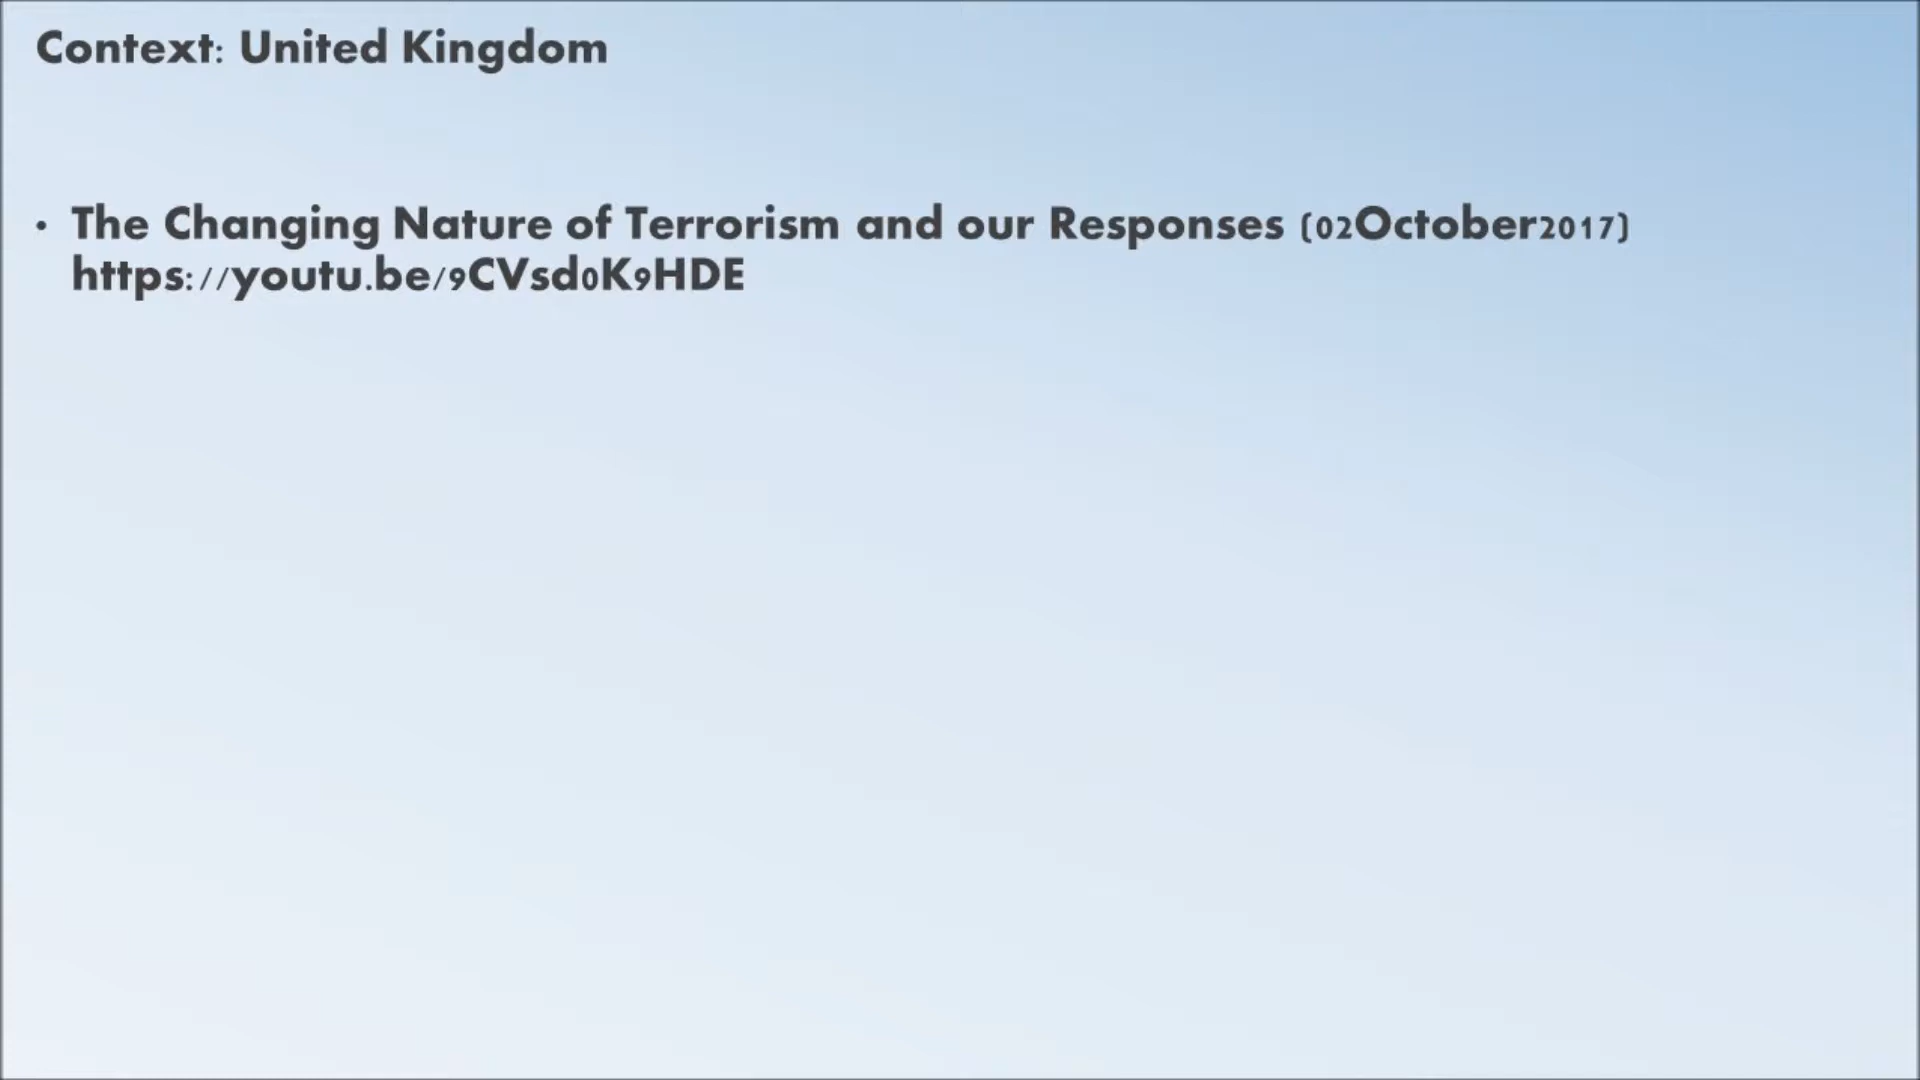 Context: United Kingdom
• The Changing Nature of Terrorism and our Responses (02October2017)
https://youtu.be/9CVsd0K9HDE